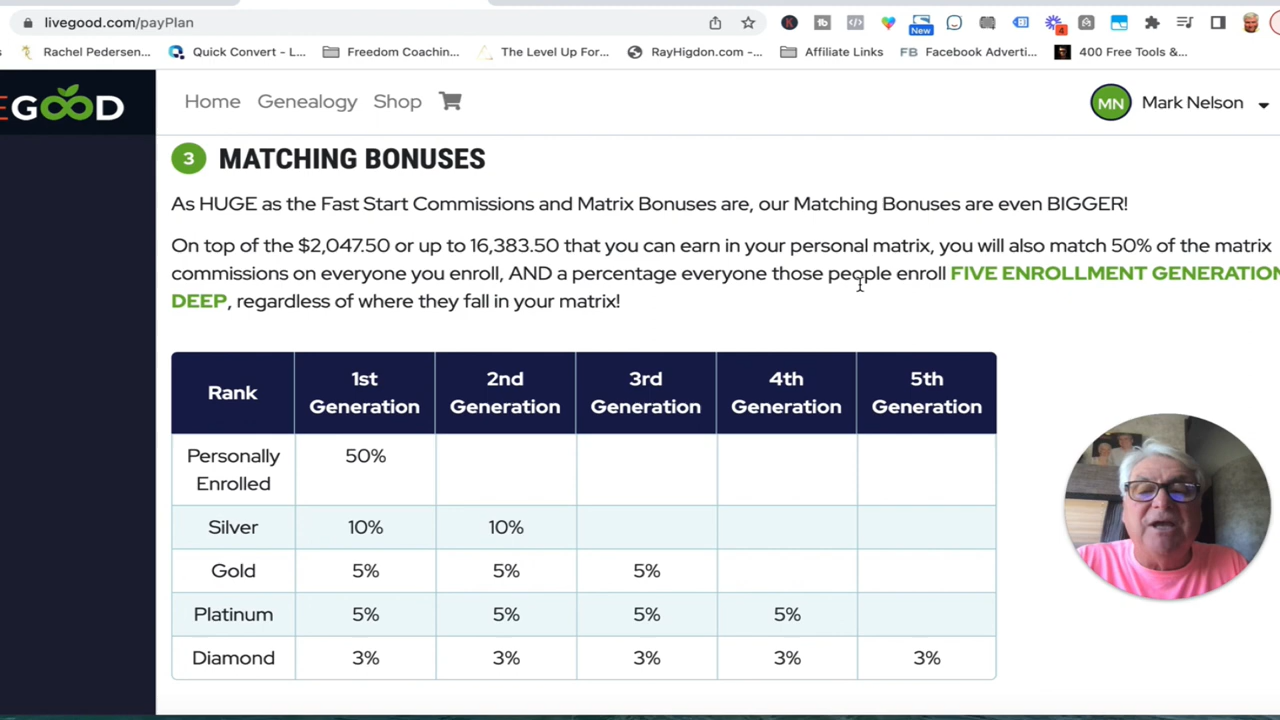 livegood.com/payPlan
New
4
Rachel Pedersen... Quick Convert - L... Freedom Coachin... The Level Up For... RayHigdon.com -... Affiliate Links FB Facebook Adverti... 400 Free Tools &...
EGOOD Home Genealogy Shop MN Mark Nelson
3 MATCHING BONUSES
As HUGE as the Fast Start Commissions and Matrix Bonuses are, our Matching Bonuses are even BIGGER!
On top of the $2,047.50 or up to 16,383.50 that you can earn in your personal matrix, you will also match 50% of the matrix
commissions on everyone you enroll, AND a percentage everyone those people enroll FIVE ENROLLMENT GENERATION
DEEP, regardless of where they fall in your matrix!
Rank 1st Generation 2nd Generation 3rd Generation 4th Generation 5th Generation
Personally Enrolled 50%
Silver 10% 10%
Gold 5% 5% 5%
Platinum 5% 5% 5% 5%
Diamond 3% 3% 3% 3% 3%